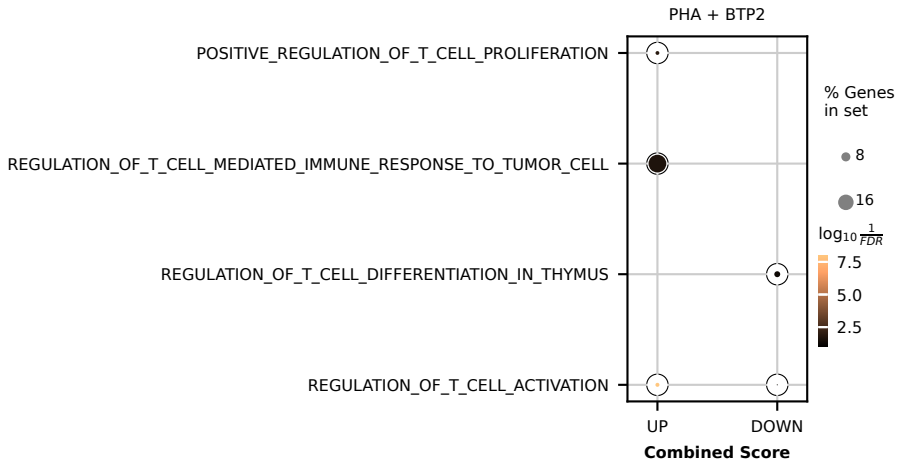 PHA + BTP2
POSITIVE_REGULATION_OF_T_CELL_PROLIFERATION
REGULATION_OF_T_CELL_MEDIATED_IMMUNE_RESPONSE_TO_TUMOR_CELL
REGULATION_OF_T_CELL_DIFFERENTIATION_IN_THYMUS
REGULATION_OF_T_CELL_ACTIVATION
UP DOWN
Combined Score
% Genes
in set
8
16
log₁₀ 1/FDR
7.5
5.0
2.5